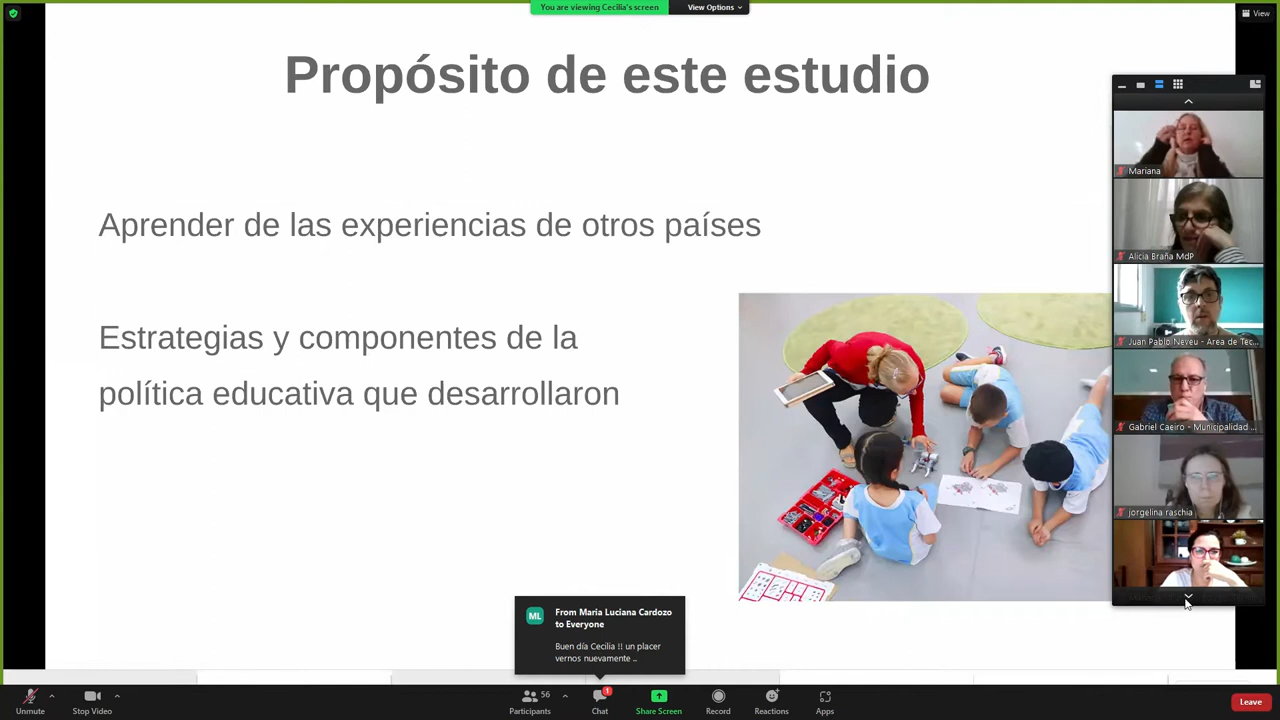 You are viewing Cecilia's screen
View Options
View
Propósito de este estudio
Aprender de las experiencias de otros países
Estrategias y componentes de la
política educativa que desarrollaron
Mariana
Alicia Braña MdP
Juan Pablo Neveu - Area de Tec...
Gabriel Caeiro - Municipalidad ...
jorgelina raschia
ML
From Maria Luciana Cardozo
to Everyone
Buen día Cecilia !! un placer
vernos nuevamente ..
Unmute
Stop Video
56
Participants
1
Chat
Share Screen
Record
Reactions
Apps
Leave